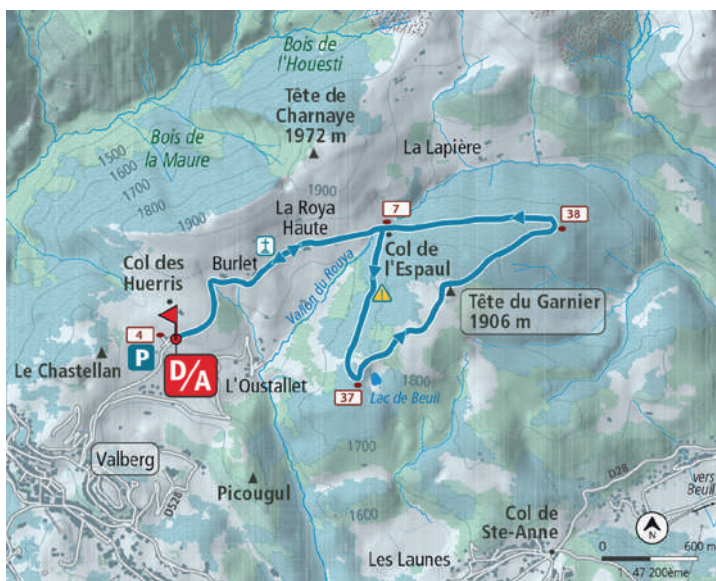 Bois de
l'Houesti
Tête de
Charnaye
1972 m
Bois de
la Maure
La Lapière
1500
1600
1700
1800
1900
1900
La Roya
Haute
7
38
Col de
l'Espaul
Burlet
Col des
Huerris
Vallon du Rouya
Tête du Garnier
1906 m
4
P
D/A
Le Chastellan
L'Oustallet
37
Lac de Beuil
1800
Valberg
1700
D528
Picougul
1600
D28
vers
Beuil
Col de
Ste-Anne
Les Launes
N
0
600 m
1 : 47 200ème